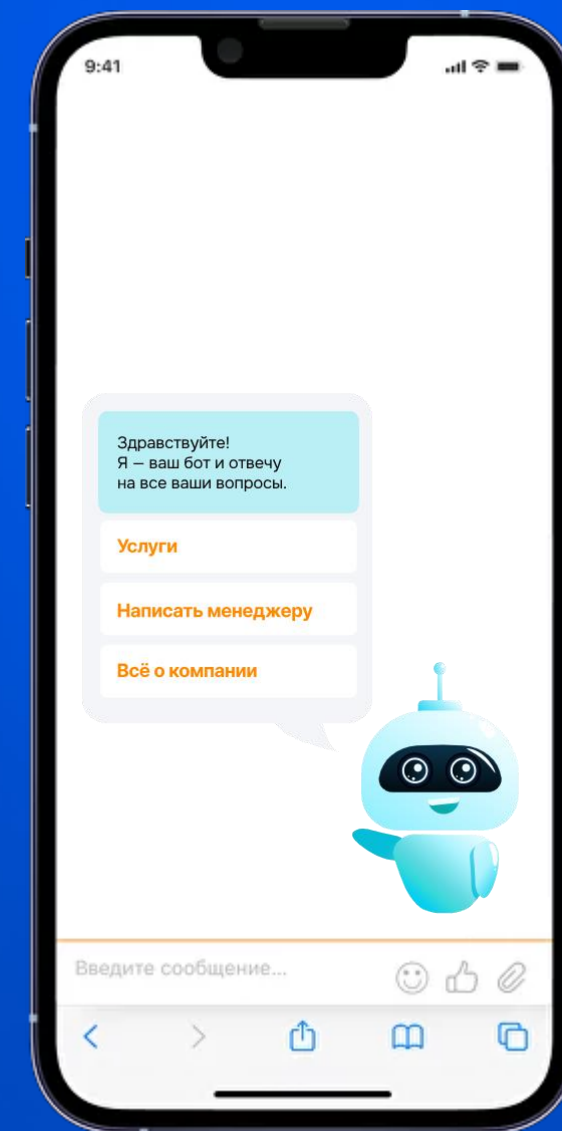 9:41
Здравствуйте!
Я – ваш бот и отвечу
на все ваши вопросы.
Услуги
Написать менеджеру
Всё о компании
Введите сообщение...